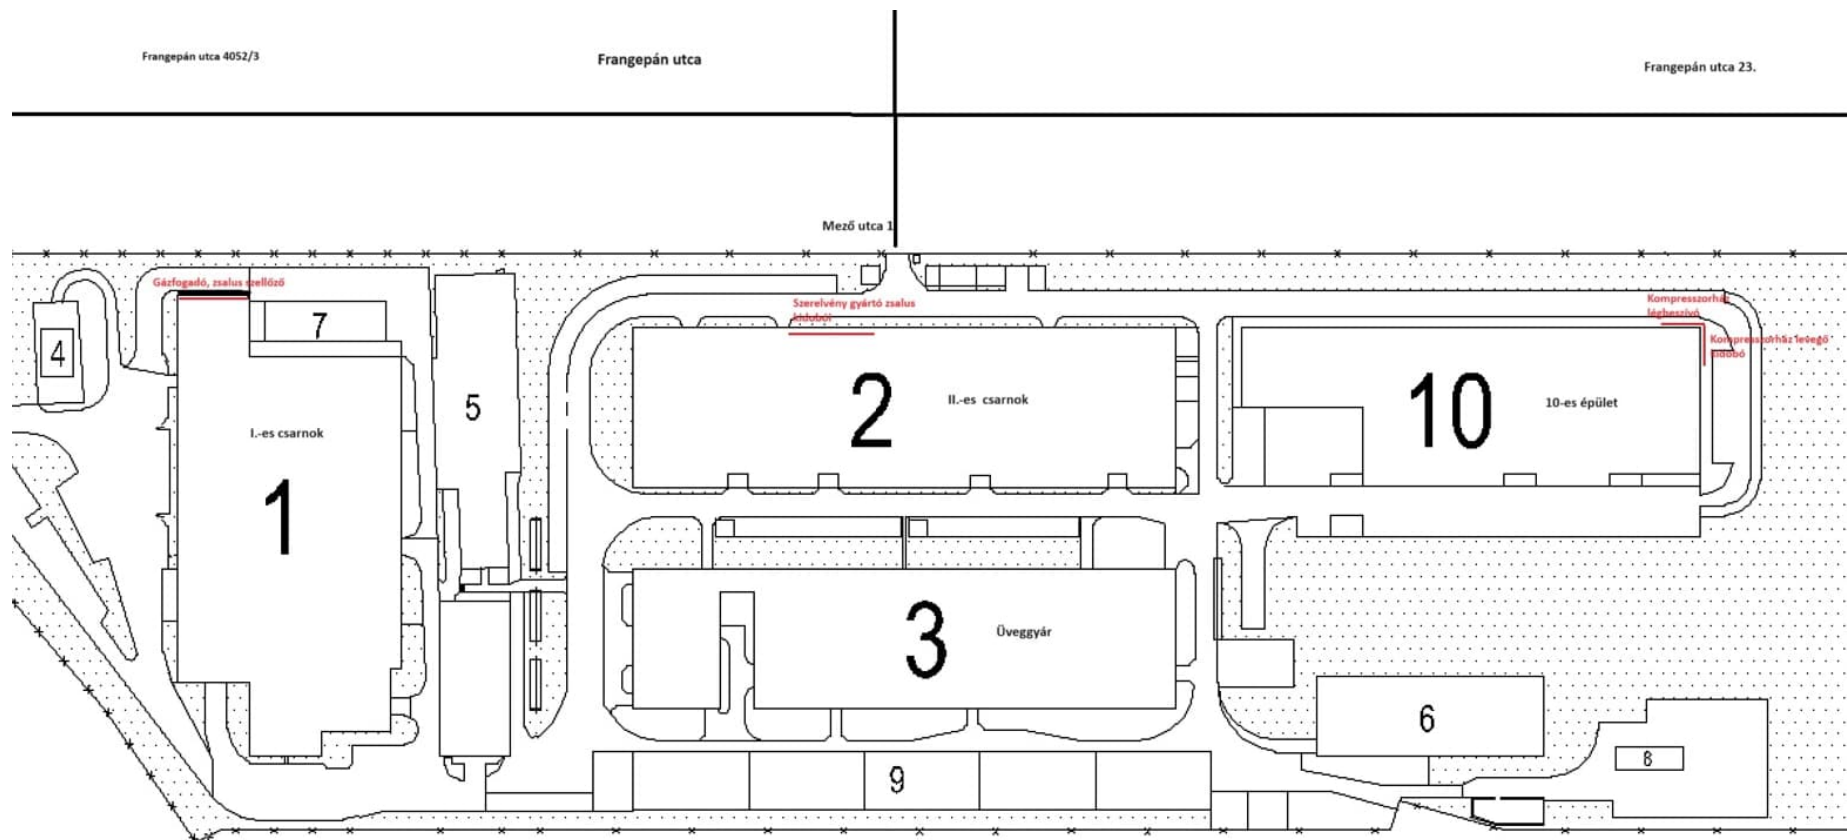 Frangepán utca 4052/3
Frangepán utca
Frangepán utca 23.
Mező utca 1
Gázfogadó, zsalus szellőző
Szerelvény gyártó zsalus
kidobói
Kompresszorház
légbeszívó
Kompresszorház levegő
kidobó
7
4
5
2
II.-es csarnok
10
10-es épület
I.-es csarnok
1
3
Üveggyár
6
8
9